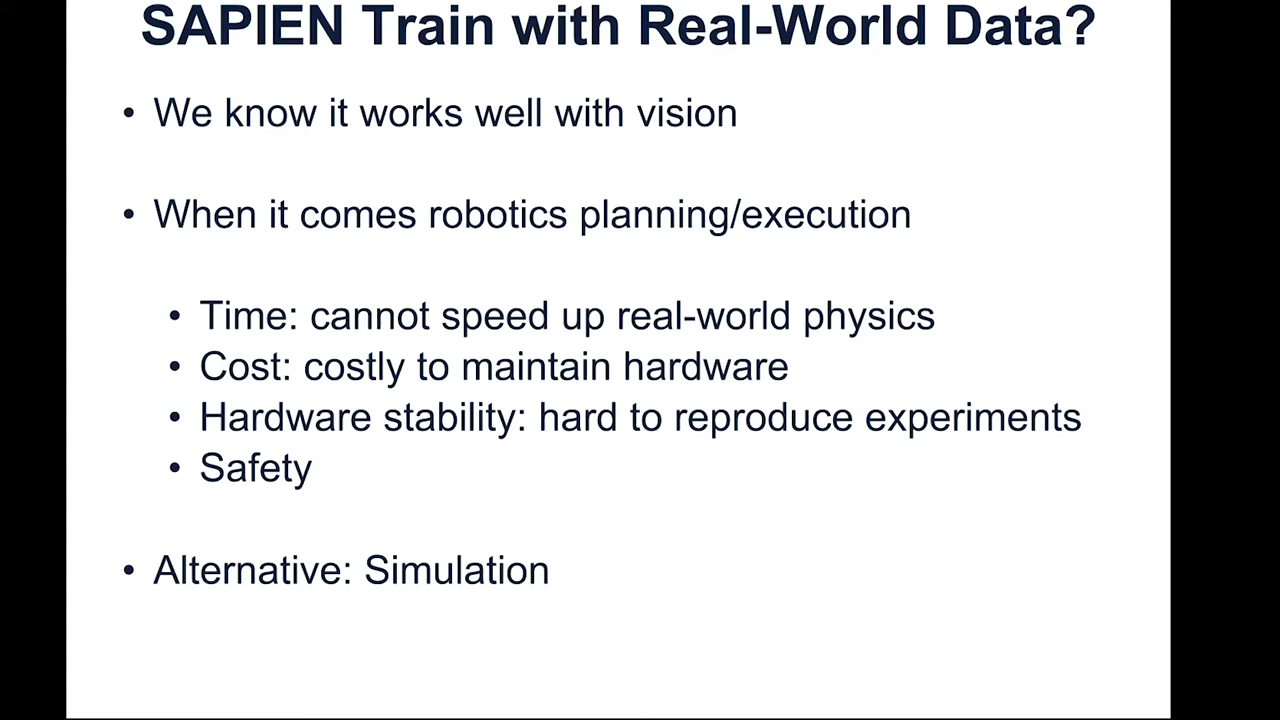 SAPIEN Train with Real-World Data?
• We know it works well with vision
• When it comes robotics planning/execution
• Time: cannot speed up real-world physics
• Cost: costly to maintain hardware
• Hardware stability: hard to reproduce experiments
• Safety
• Alternative: Simulation